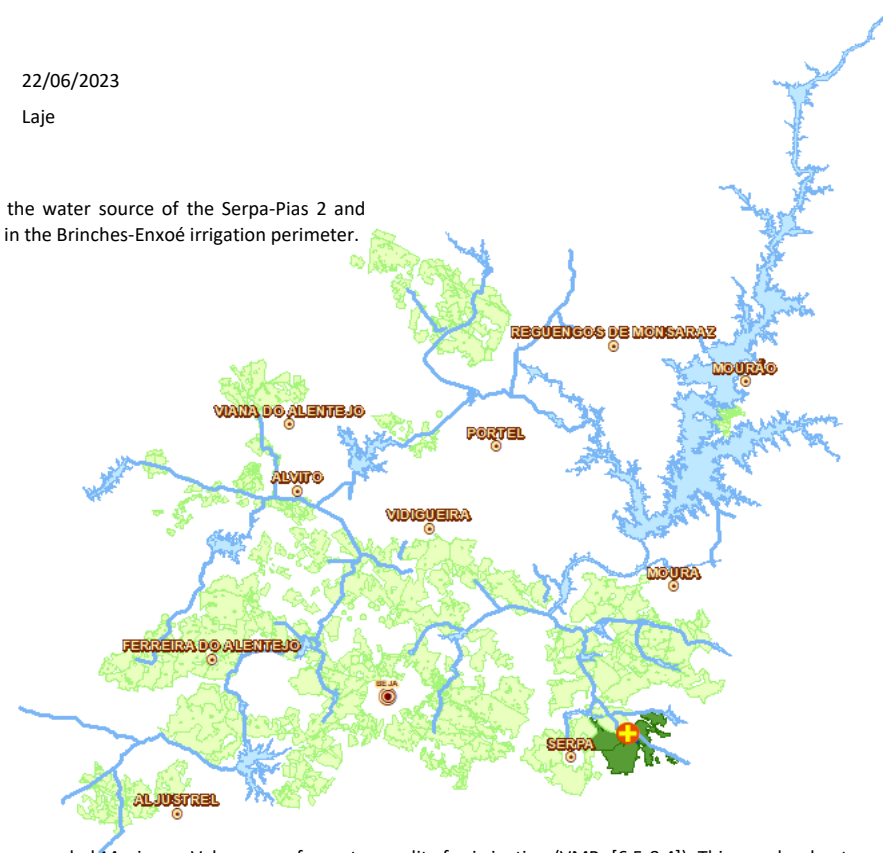 22/06/2023
Laje
the water source of the Serpa-Pias 2 and
in the Brinches-Enxoé irrigation perimeter.
REGUENGOS DE MONSARAZ
MOURÃO
VIANA DO ALENTEJO
PORTEL
ALVITO
VIDIGUEIRA
MOURA
FERREIRA DO ALENTEJO
BEJA
SERPA
ALJUSTREL